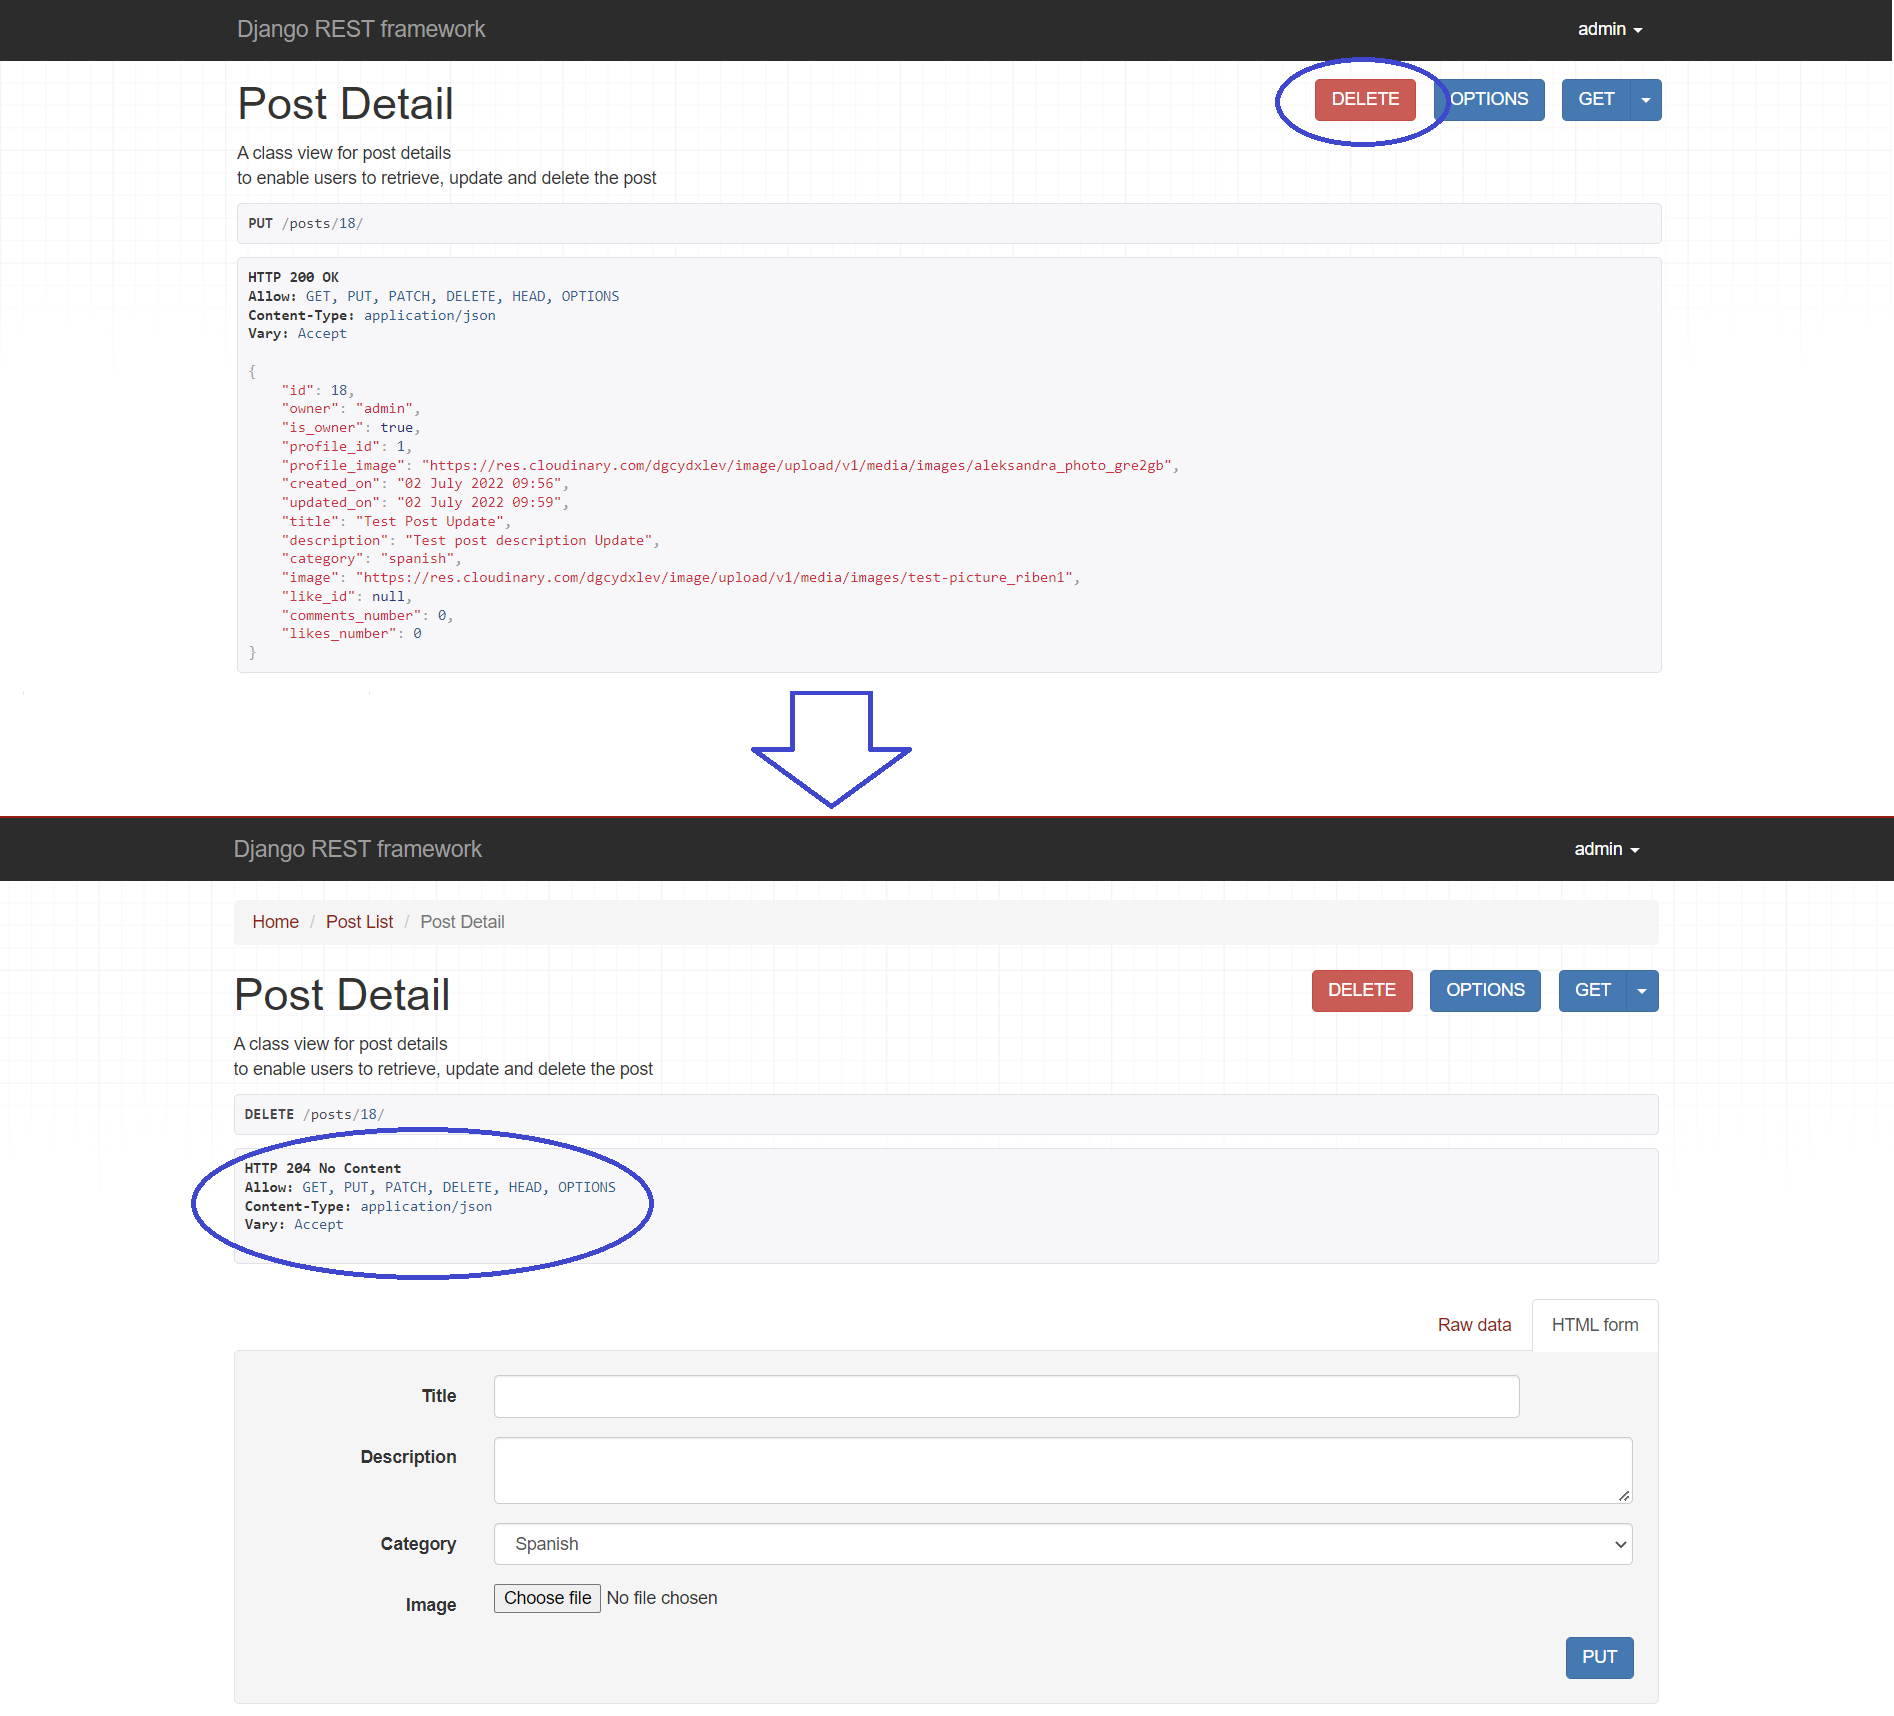 Django REST framework
admin
Post Detail
DELETE
OPTIONS
GET
A class view for post details
to enable users to retrieve, update and delete the post
PUT /posts/18/
HTTP 200 OK
Allow: GET, PUT, PATCH, DELETE, HEAD, OPTIONS
Content-Type: application/json
Vary: Accept
{
    "id": 18,
    "owner": "admin",
    "is_owner": true,
    "profile_id": 1,
    "profile_image": "https://res.cloudinary.com/dgcydxlev/image/upload/v1/media/images/aleksandra_photo_gre2gb",
    "created_on": "02 July 2022 09:56",
    "updated_on": "02 July 2022 09:59",
    "title": "Test Post Update",
    "description": "Test post description Update",
    "category": "spanish",
    "image": "https://res.cloudinary.com/dgcydxlev/image/upload/v1/media/images/test-picture_riben1",
    "like_id": null,
    "comments_number": 0,
    "likes_number": 0
}
Django REST framework
admin
Home / Post List / Post Detail
Post Detail
DELETE
OPTIONS
GET
A class view for post details
to enable users to retrieve, update and delete the post
DELETE /posts/18/
HTTP 204 No Content
Allow: GET, PUT, PATCH, DELETE, HEAD, OPTIONS
Content-Type: application/json
Vary: Accept
Raw data
HTML form
Title
Description
Category
Spanish
Image
Choose file No file chosen
PUT